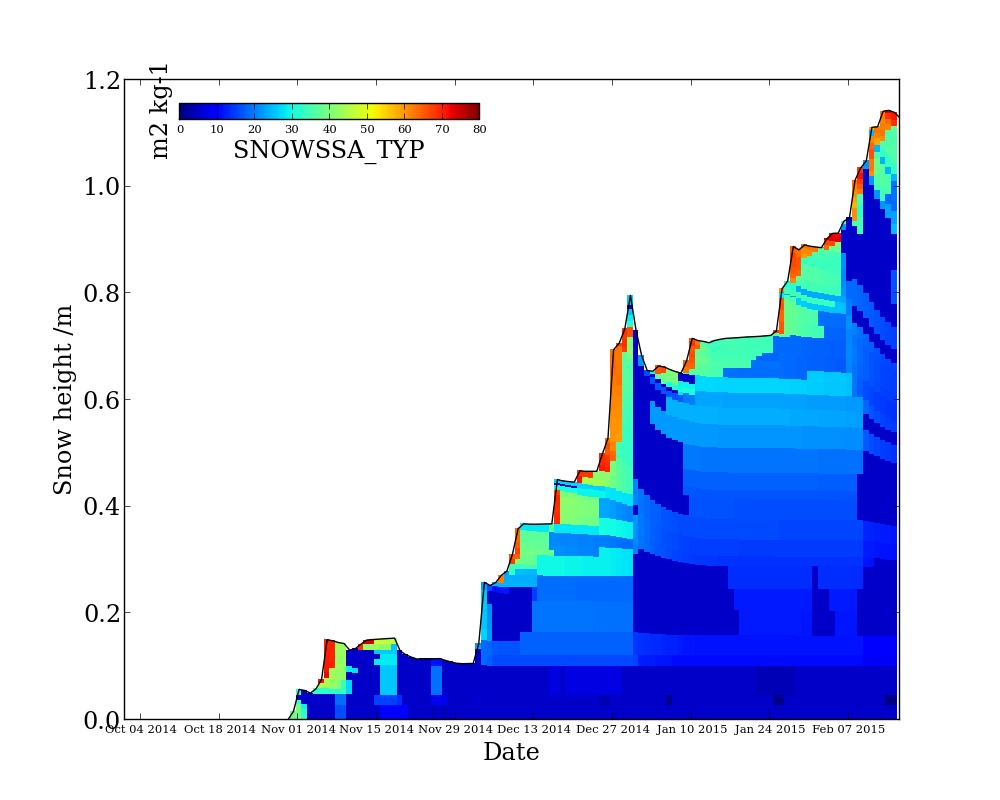 1.2
m2 kg-1
0 10 20 30 40 50 60 70 80
SNOWSSA_TYP
1.0
0.8
Snow height /m
0.6
0.4
0.2
0.0
Oct 04 2014 Oct 18 2014 Nov 01 2014 Nov 15 2014 Nov 29 2014 Dec 13 2014 Dec 27 2014 Jan 10 2015 Jan 24 2015 Feb 07 2015
Date